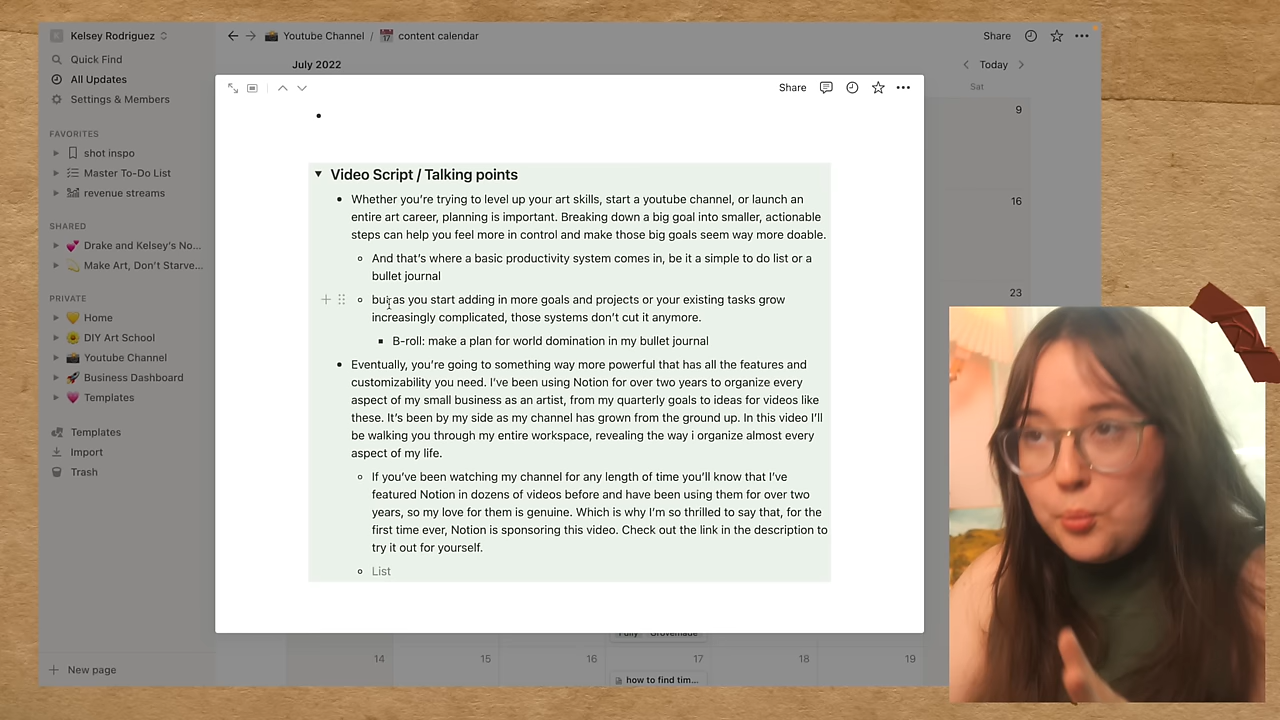 Kelsey Rodriguez
Quick Find
All Updates
Settings & Members
FAVORITES
shot inspo
Master To-Do List
revenue streams
SHARED
Drake and Kelsey's No...
Make Art, Don't Starve...
PRIVATE
Home
DIY Art School
Youtube Channel
Business Dashboard
Templates
Templates
Import
Trash
New page
Youtube Channel / content calendar
Share
July 2022
Today
Sat
9
16
23
Share
Video Script / Talking points
Whether you're trying to level up your art skills, start a youtube channel, or launch an
entire art career, planning is important. Breaking down a big goal into smaller, actionable
steps can help you feel more in control and make those big goals seem way more doable.
And that's where a basic productivity system comes in, be it a simple to do list or a
bullet journal
but as you start adding in more goals and projects or your existing tasks grow
increasingly complicated, those systems don't cut it anymore.
B-roll: make a plan for world domination in my bullet journal
Eventually, you're going to something way more powerful that has all the features and
customizability you need. I've been using Notion for over two years to organize every
aspect of my small business as an artist, from my quarterly goals to ideas for videos like
these. It's been by my side as my channel has grown from the ground up. In this video I'll
be walking you through my entire workspace, revealing the way i organize almost every
aspect of my life.
If you've been watching my channel for any length of time you'll know that I've
featured Notion in dozens of videos before and have been using them for over two
years, so my love for them is genuine. Which is why I'm so thrilled to say that, for the
first time ever, Notion is sponsoring this video. Check out the link in the description to
try it out for yourself.
List
Grovemade
14 15 16 17 18 19
how to find tim...